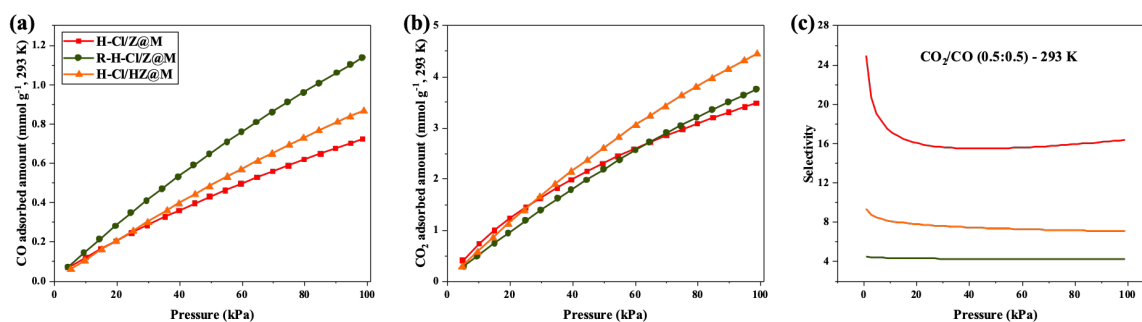 (a)
CO adsorbed amount (mmol g⁻¹, 293 K)
1.2
1.0
0.8
0.6
0.4
0.2
0.0
H-Cl/Z@M
R-H-Cl/Z@M
H-Cl/HZ@M
0 20 40 60 80 100
Pressure (kPa)
(b)
CO₂ adsorbed amount (mmol g⁻¹, 293 K)
5
4
3
2
1
0
0 20 40 60 80 100
Pressure (kPa)
(c)
Selectivity
28
24
20
16
12
8
4
CO₂/CO (0.5:0.5) - 293 K
0 20 40 60 80 100
Pressure (kPa)